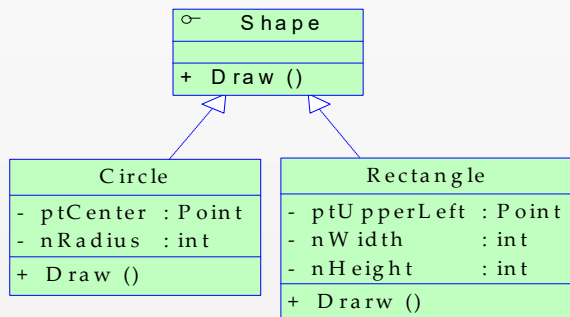 Shape
+ Draw ()
Circle
- ptCenter : Point
- nRadius : int
+ Draw ()
Rectangle
- ptUpperLeft : Point
- nWidth : int
- nHeight : int
+ Drarw ()